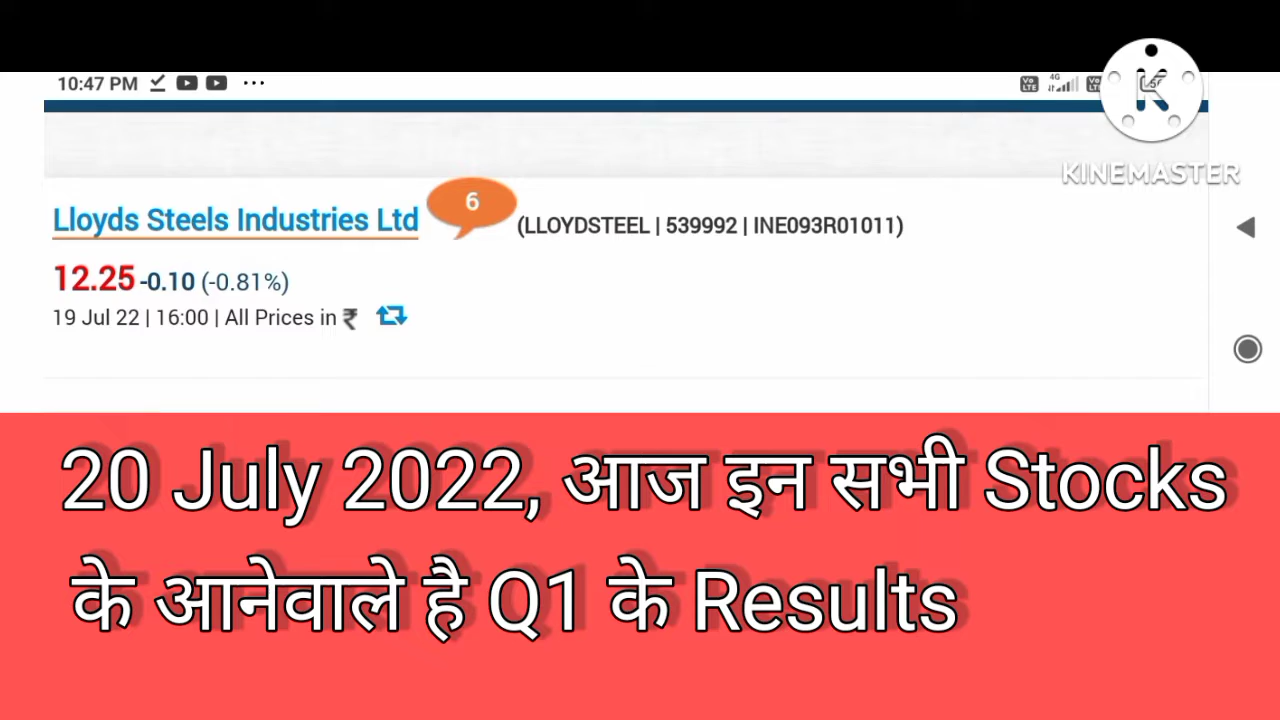 10:47 PM
KINEMASTER
Lloyds Steels Industries Ltd 6 (LLOYDSTEEL | 539992 | INE093R01011)
12.25 -0.10 (-0.81%)
19 Jul 22 | 16:00 | All Prices in ₹
20 July 2022, आज इन सभी Stocks
के आनेवाले है Q1 के Results